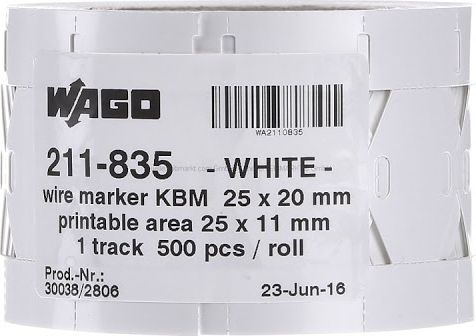 WAGO
WA2110835
211-835 - WHITE -
wire marker KBM 25 x 20 mm
printable area 25 x 11 mm
1 track 500 pcs / roll
Prod.-Nr.:
30038/2806 23-Jun-16